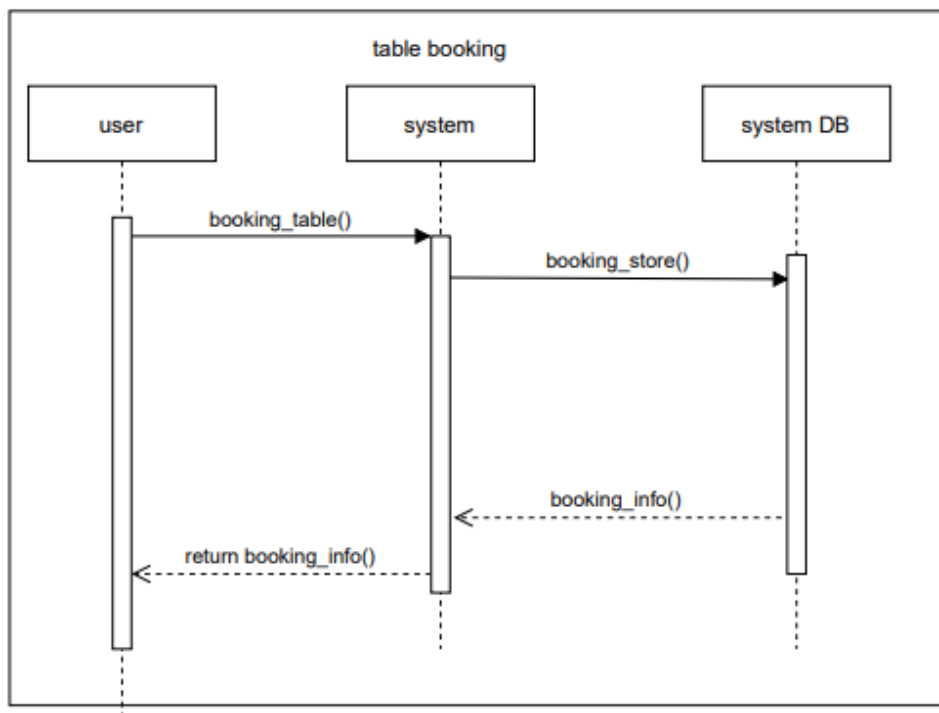 table booking
user
system
system DB
booking_table()
booking_store()
booking_info()
return booking_info()